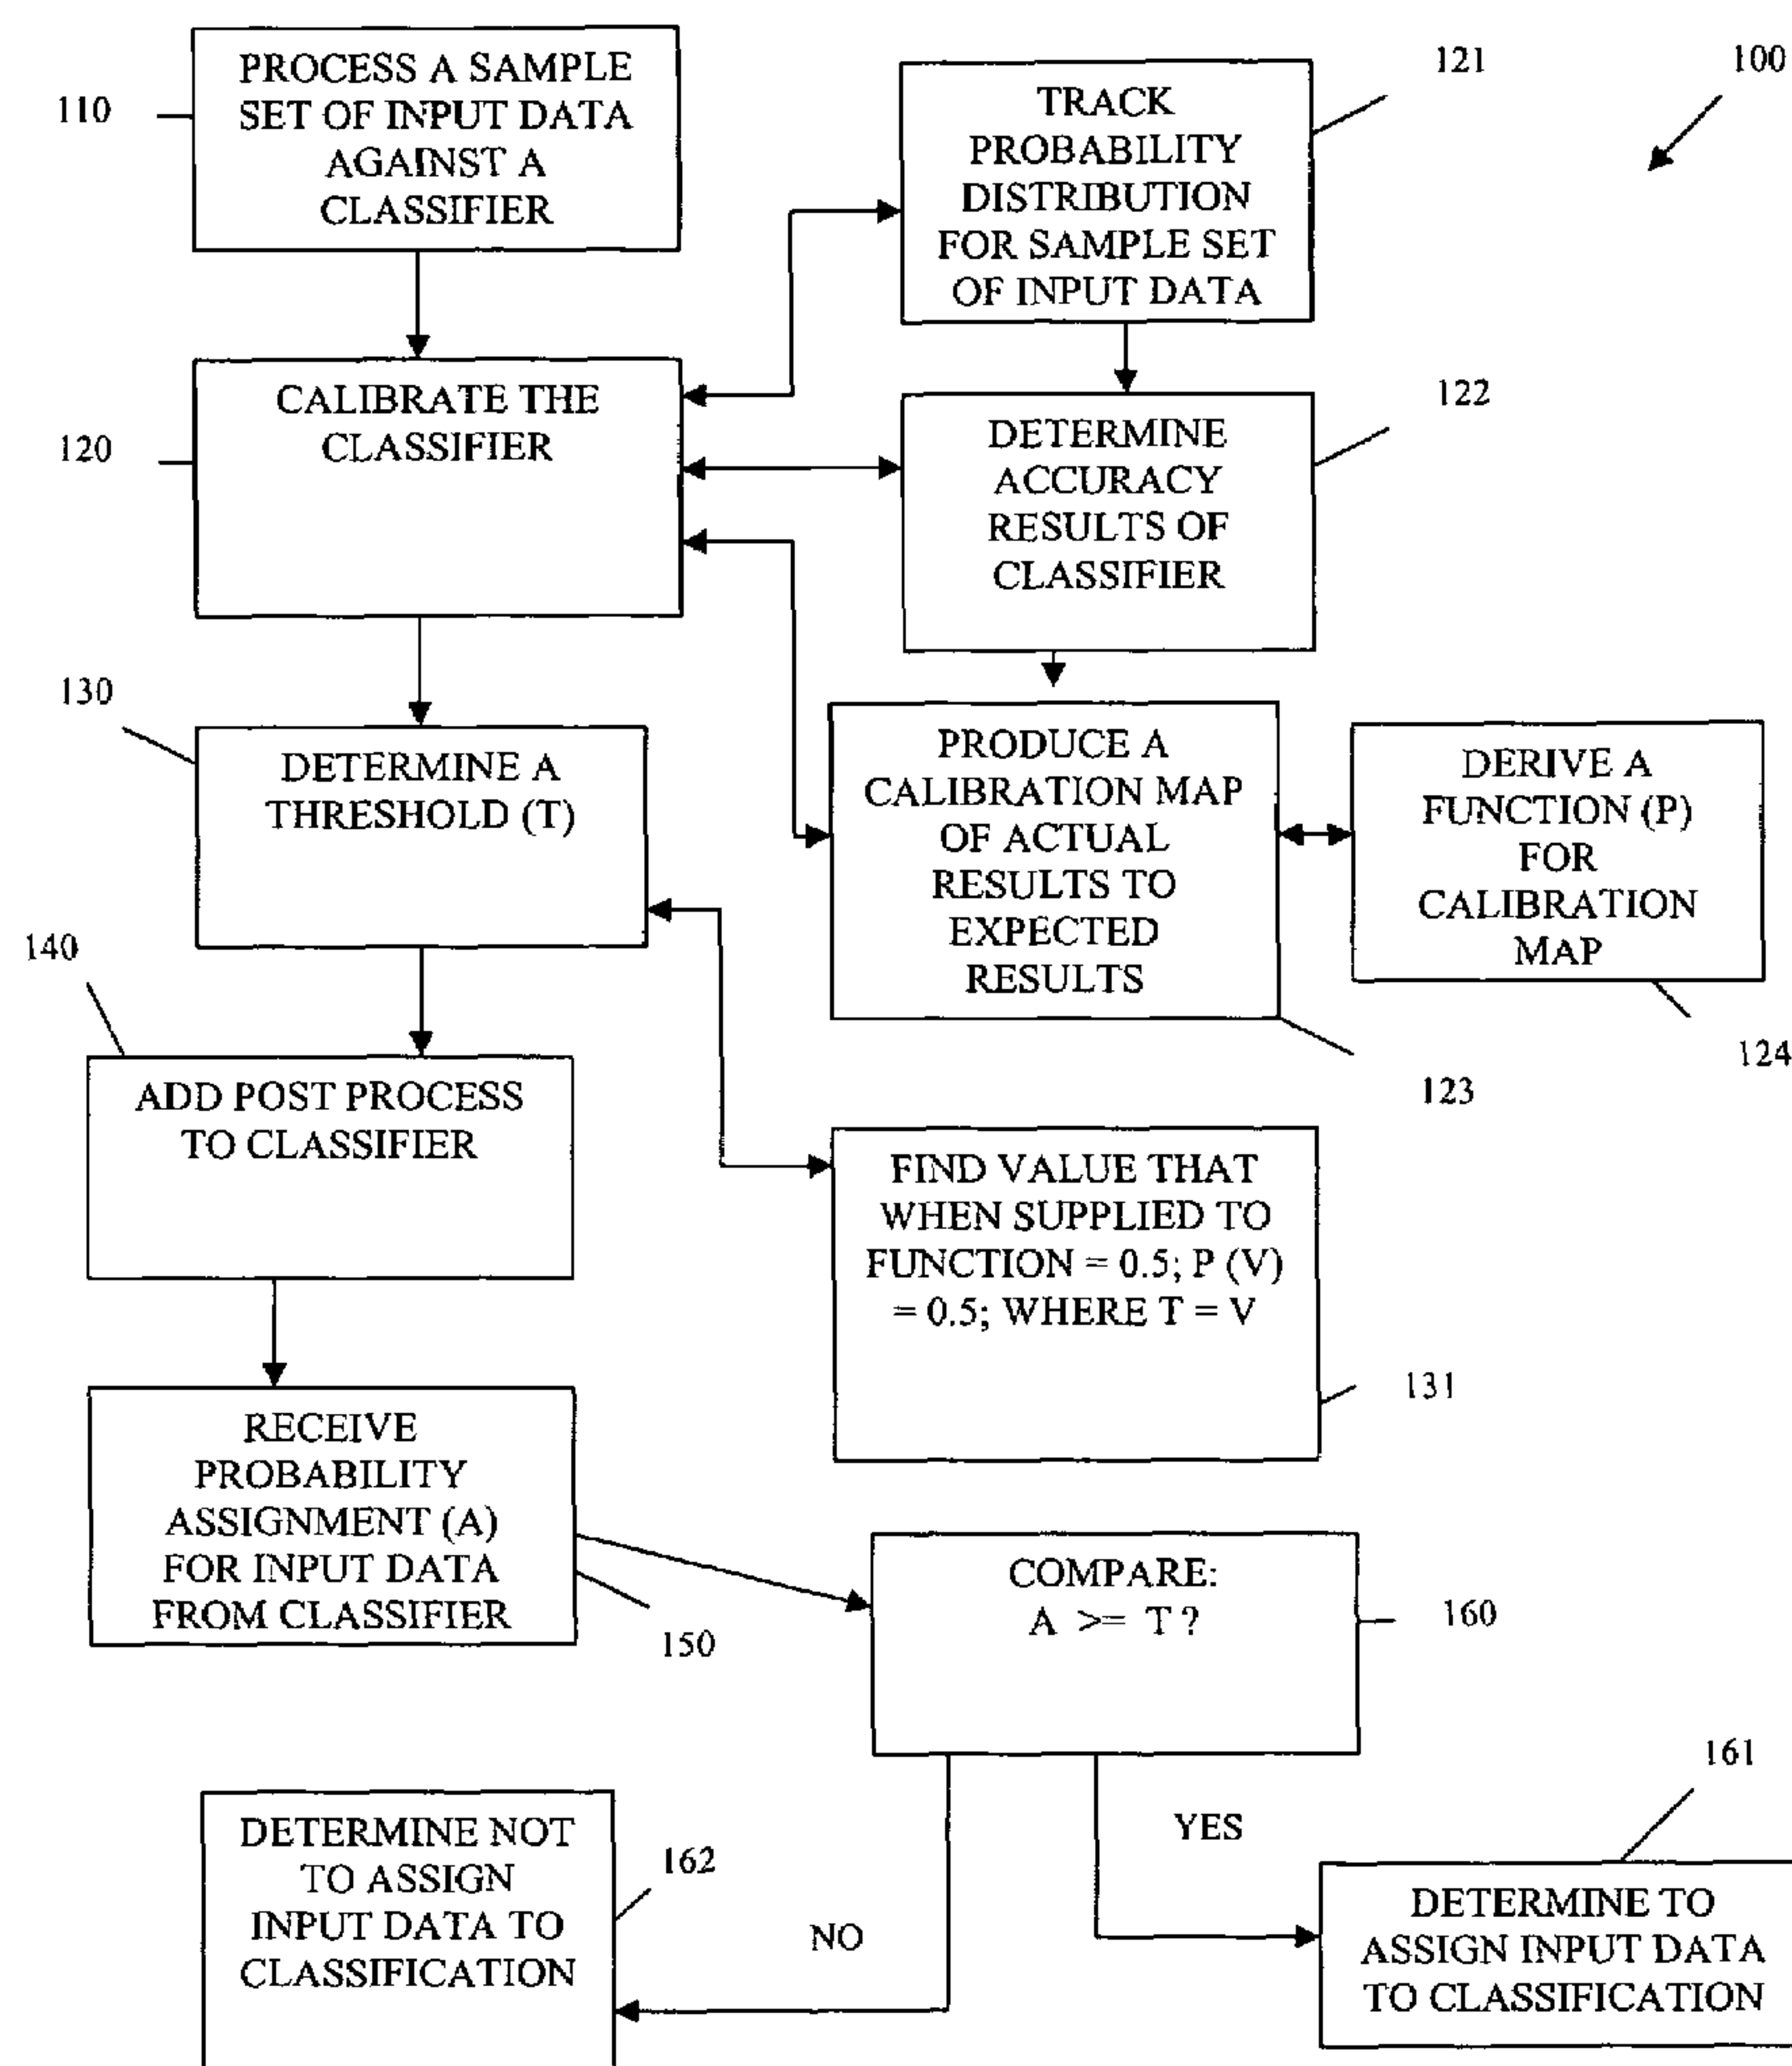 110
PROCESS A SAMPLE
SET OF INPUT DATA
AGAINST A
CLASSIFIER
121
TRACK
PROBABILITY
DISTRIBUTION
FOR SAMPLE SET
OF INPUT DATA
100
120
CALIBRATE THE
CLASSIFIER
122
DETERMINE
ACCURACY
RESULTS OF
CLASSIFIER
130
DETERMINE A
THRESHOLD (T)
PRODUCE A
CALIBRATION MAP
OF ACTUAL
RESULTS TO
EXPECTED
RESULTS
123
DERIVE A
FUNCTION (P)
FOR
CALIBRATION
MAP
124
140
ADD POST PROCESS
TO CLASSIFIER
FIND VALUE THAT
WHEN SUPPLIED TO
FUNCTION = 0.5; P (V)
= 0.5; WHERE T = V
131
RECEIVE
PROBABILITY
ASSIGNMENT (A)
FOR INPUT DATA
FROM CLASSIFIER
150
COMPARE:
A >= T ?
160
161
YES
DETERMINE NOT
TO ASSIGN
INPUT DATA TO
CLASSIFICATION
162
NO
DETERMINE TO
ASSIGN INPUT DATA
TO CLASSIFICATION